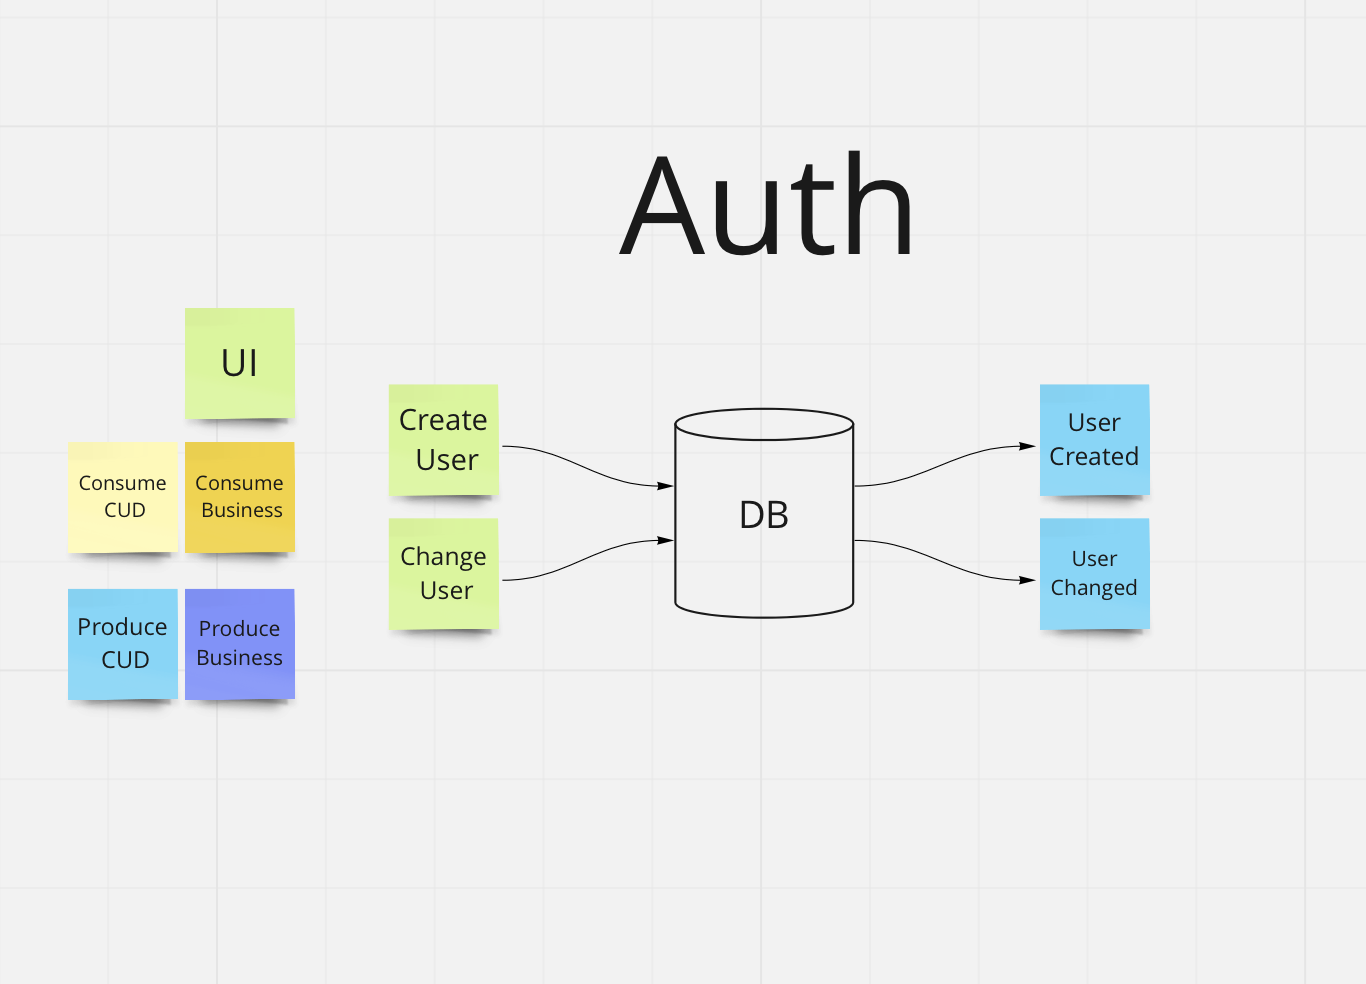 Auth
UI
Consume
CUD
Consume
Business
Produce
CUD
Produce
Business
Create
User
Change
User
DB
User
Created
User
Changed